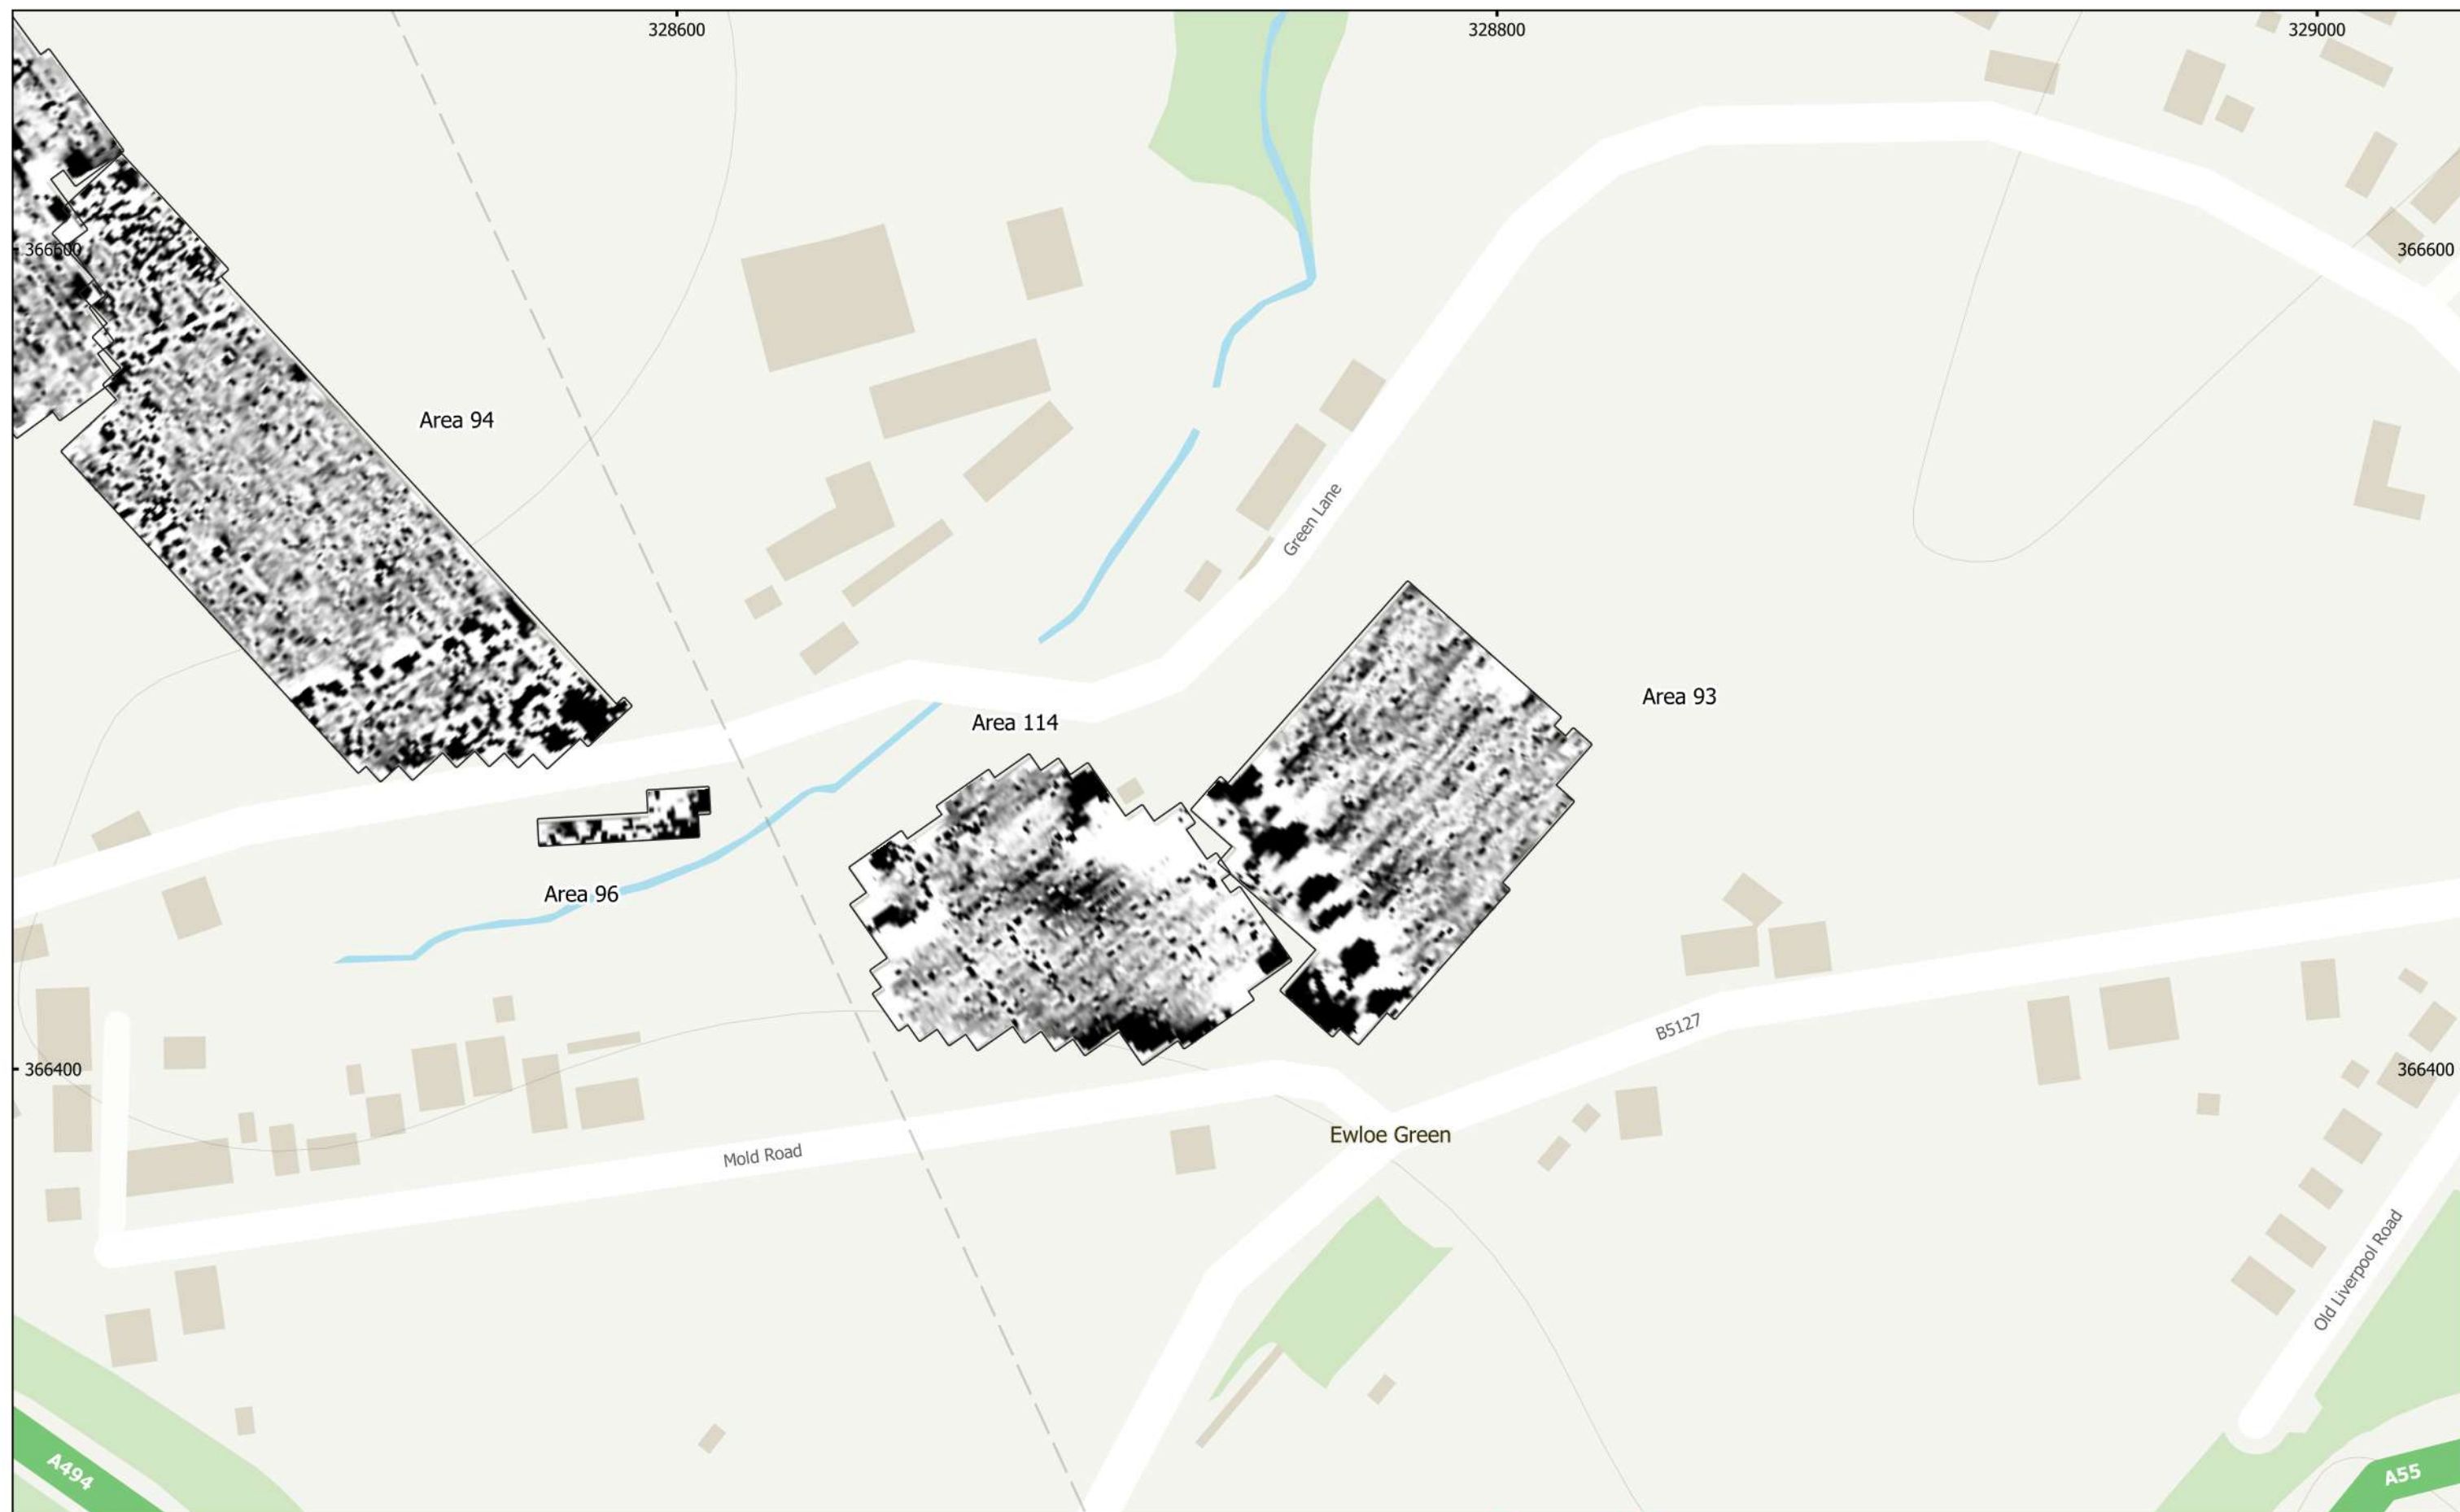 328600
328800
329000
366600
366600
Area 94
Green Lane
Area 93
Area 114
Area 96
B5127
366400
366400
Ewloe Green
Mold Road
Old Liverpool Road
A494
A55